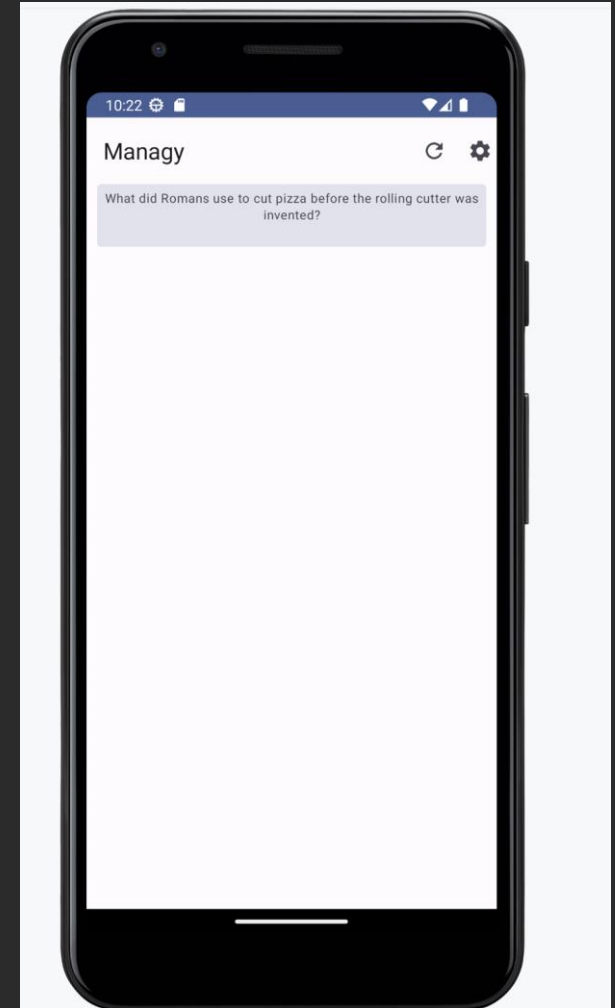 10:22
Managy
What did Romans use to cut pizza before the rolling cutter was
invented?